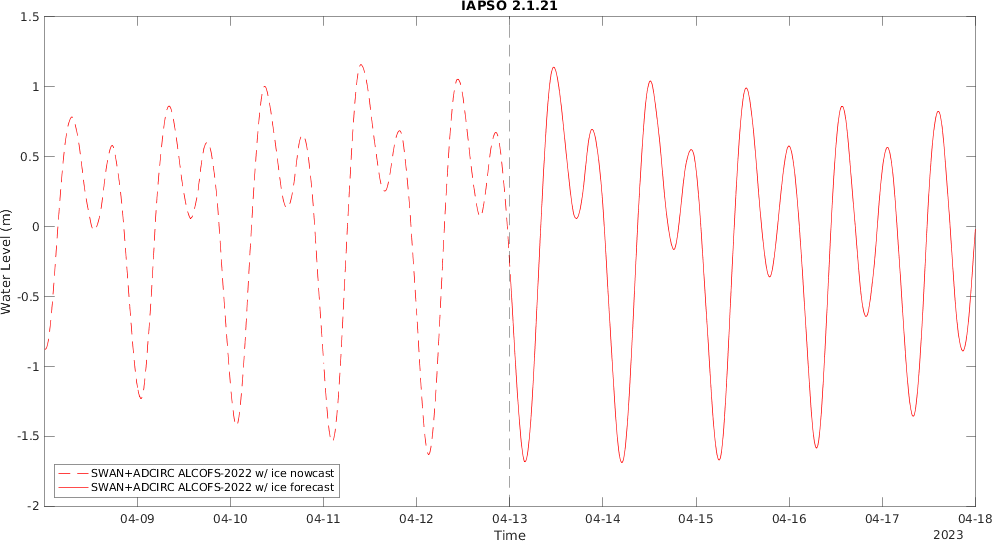 IAPSO 2.1.21
1.5
1
0.5
0
-0.5
-1
-1.5
-2
Water Level (m)
SWAN+ADCIRC ALCOFS-2022 w/ ice nowcast
SWAN+ADCIRC ALCOFS-2022 w/ ice forecast
04-09 04-10 04-11 04-12 04-13 04-14 04-15 04-16 04-17 04-18
Time
2023